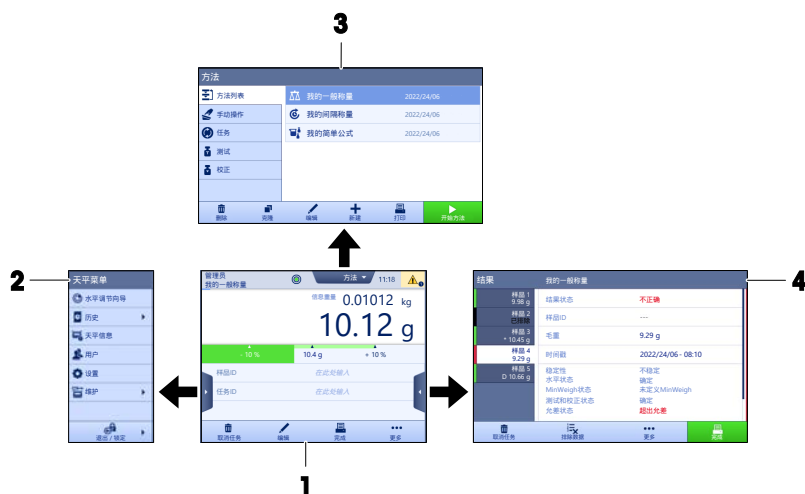 3
方法
方法列表
手动操作
任务
测试
校正
我的一般称量 2022/24/06
我的间隔称量 2022/24/06
我的简单公式 2022/24/06
删除 克隆 编辑 新建 打印 开始方法
2
天平菜单
水平调节向导
历史
天平信息
用户
设置
维护
退出 / 锁定
管理员
我的一般称量
方法
11:18
信息重量 0.01012 kg
10.12 g
- 10 % 10.4 g + 10 %
样品ID 在此处输入
任务ID 在此处输入
取消任务 编辑 完成 更多
1
4
结果 我的一般称量
样品 1
9.98 g
样品 2
已排除
样品 3
* 10.45 g
样品 4
9.29 g
样品 5
D 10.66 g
结果状态 不正确
样品ID ---
毛重 9.29 g
时间戳 2022/24/06 - 08:10
稳定性 不稳定
水平状态 确定
MinWeigh状态 未定义MinWeigh
测试和校正状态 确定
允差状态 超出允差
取消任务 排除数据 更多 完成